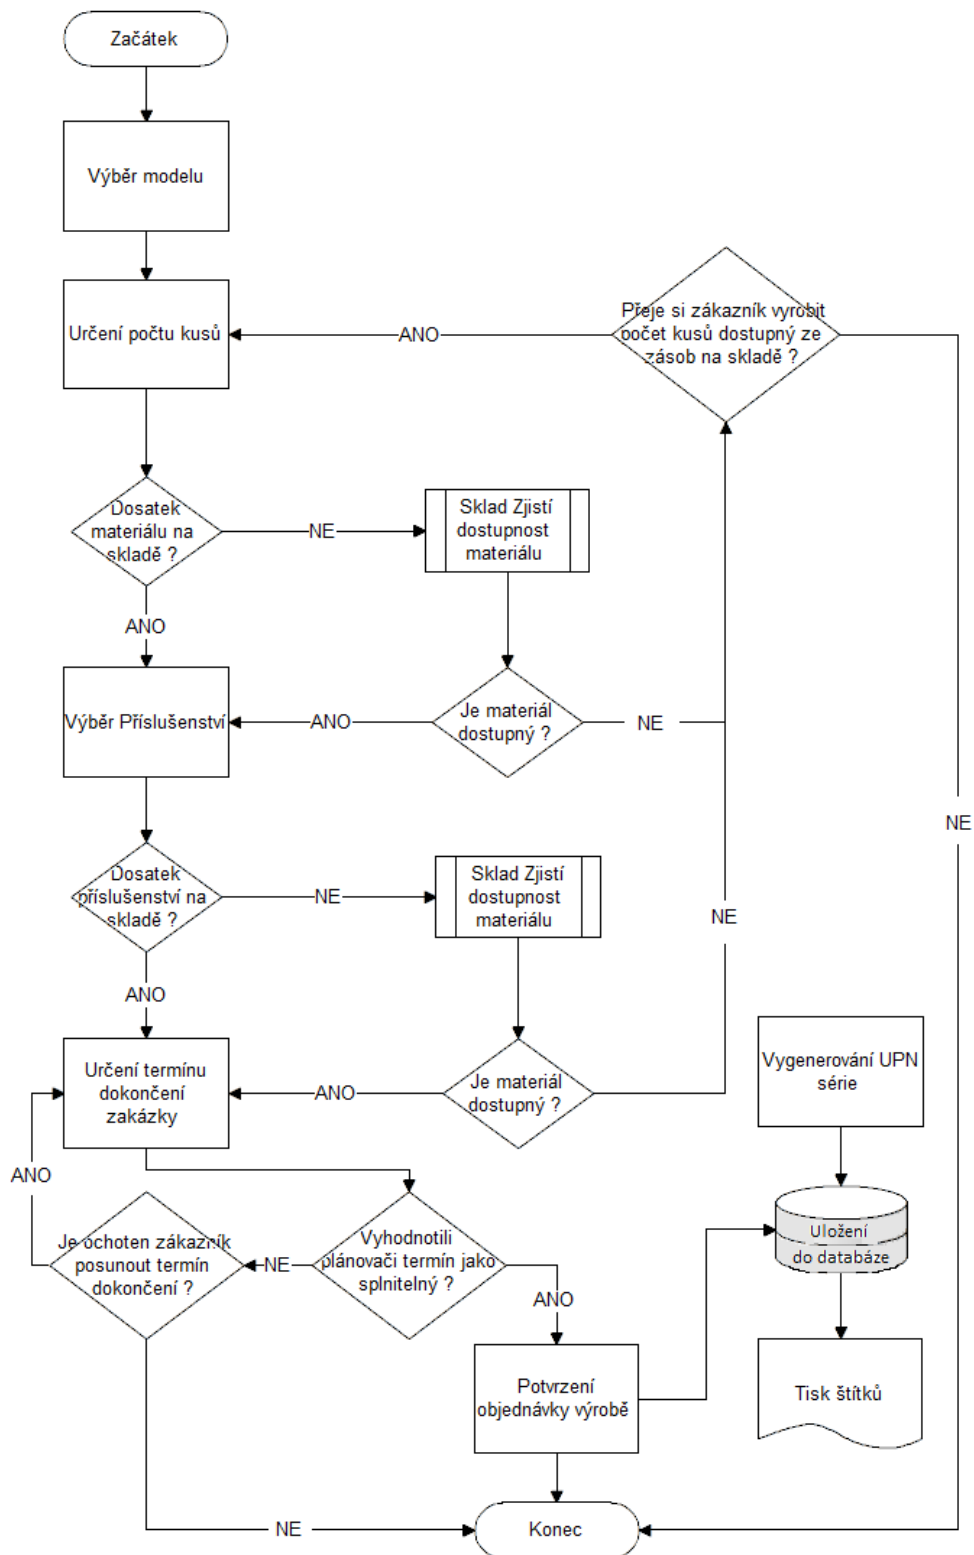 Začátek
Výběr modelu
Určení počtu kusů
ANO
Přeje si zákazník vyrobit
počet kusů dostupný ze
zásob na skladě ?
Dosatek
materiálu na
skladě ?
NE
Sklad Zjistí
dostupnost
materiálu
ANO
Výběr Příslušenství
ANO
Je materiál
dostupný ?
NE
NE
Dosatek
příslušenství na
skladě ?
NE
Sklad Zjistí
dostupnost
materiálu
NE
ANO
Určení termínu
dokončení
zakázky
ANO
Je materiál
dostupný ?
Vygenerování UPN
série
ANO
Je ochoten zákazník
posunout termín
dokončení ?
NE
Vyhodnotili
plánovači termín jako
splnitelný ?
ANO
Uložení
do databáze
Potvrzení
objednávky výrobě
Tisk štítků
NE
Konec